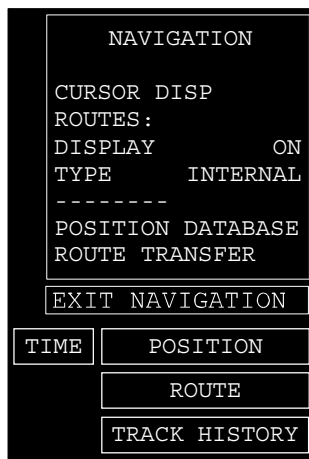 NAVIGATION
CURSOR DISP
ROUTES:
DISPLAY ON
TYPE INTERNAL
--------
POSITION DATABASE
ROUTE TRANSFER
EXIT NAVIGATION
TIME POSITION
ROUTE
TRACK HISTORY